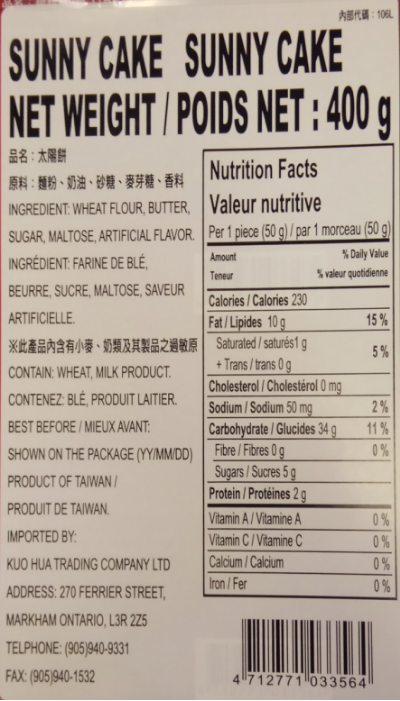 內部代碼：106L
SUNNY CAKE SUNNY CAKE
NET WEIGHT / POIDS NET : 400 g
品名：太陽餅
原料：麵粉、奶油、砂糖、麥芽糖、香料
INGREDIENT: WHEAT FLOUR, BUTTER,
SUGAR, MALTOSE, ARTIFICIAL FLAVOR.
INGRÉDIENT: FARINE DE BLÉ,
BEURRE, SUCRE, MALTOSE, SAVEUR
ARTIFICIELLE.
※此產品內含有小麥、奶類及其製品之過敏原
CONTAIN: WHEAT, MILK PRODUCT.
CONTENEZ: BLÉ, PRODUIT LAITIER.
BEST BEFORE / MIEUX AVANT:
SHOWN ON THE PACKAGE (YY/MM/DD)
PRODUCT OF TAIWAN /
PRODUIT DE TAIWAN.
IMPORTED BY:
KUO HUA TRADING COMPANY LTD
ADDRESS: 270 FERRIER STREET,
MARKHAM ONTARIO, L3R 2Z5
TELPHONE: (905)940-9331
FAX: (905)940-1532
Nutrition Facts
Valeur nutritive
Per 1 piece (50 g) / par 1 morceau (50 g)
Amount % Daily Value
Teneur % valeur quotidienne
Calories / Calories 230
Fat / Lipides 10 g 15 %
Saturated / saturés1 g
+ Trans / trans 0 g 5 %
Cholesterol / Cholestérol 0 mg
Sodium / Sodium 50 mg 2 %
Carbohydrate / Glucides 34 g 11 %
Fibre / Fibres 0 g 0 %
Sugars / Sucres 5 g
Protein / Protéines 2 g
Vitamin A / Vitamine A 0 %
Vitamin C / Vitamine C 0 %
Calcium / Calcium 0 %
Iron / Fer 0 %
4 712771 033564